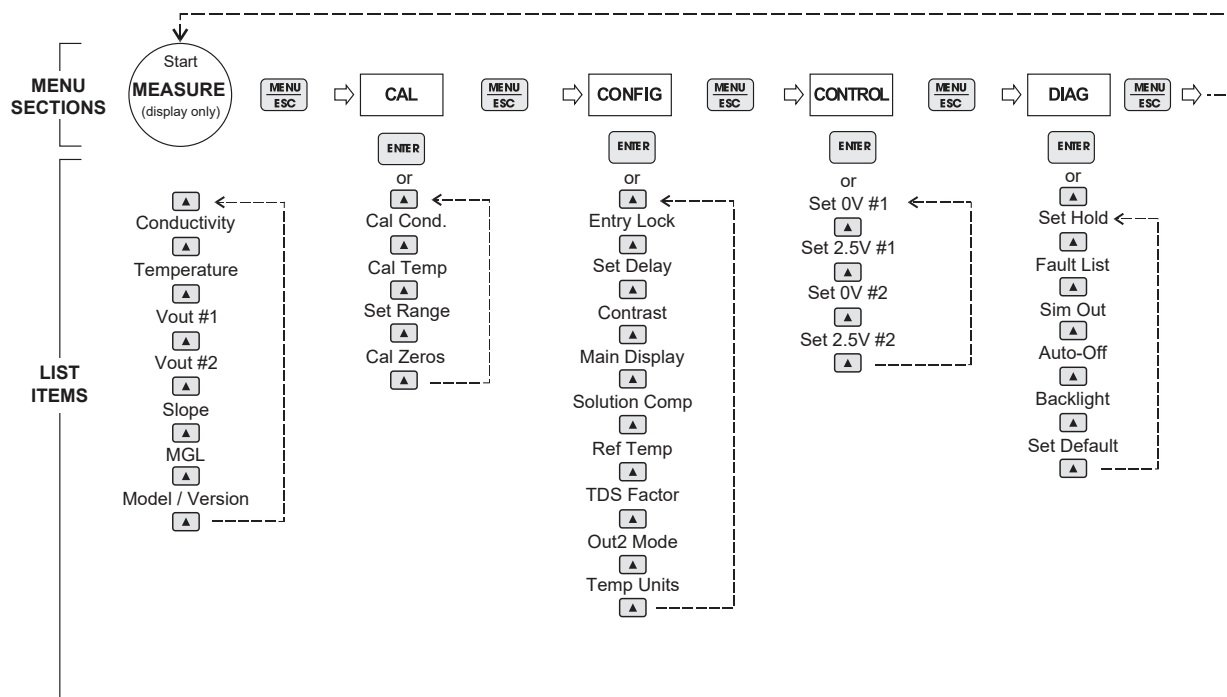 MENU
SECTIONS
Start
MEASURE
(display only)
MENU
ESC
CAL
MENU
ESC
CONFIG
MENU
ESC
CONTROL
MENU
ESC
DIAG
MENU
ESC
LIST
ITEMS
Conductivity
Temperature
Vout #1
Vout #2
Slope
MGL
Model / Version
ENTER
or
Cal Cond.
Cal Temp
Set Range
Cal Zeros
ENTER
or
Entry Lock
Set Delay
Contrast
Main Display
Solution Comp
Ref Temp
TDS Factor
Out2 Mode
Temp Units
ENTER
or
Set 0V #1
Set 2.5V #1
Set 0V #2
Set 2.5V #2
ENTER
or
Set Hold
Fault List
Sim Out
Auto-Off
Backlight
Set Default